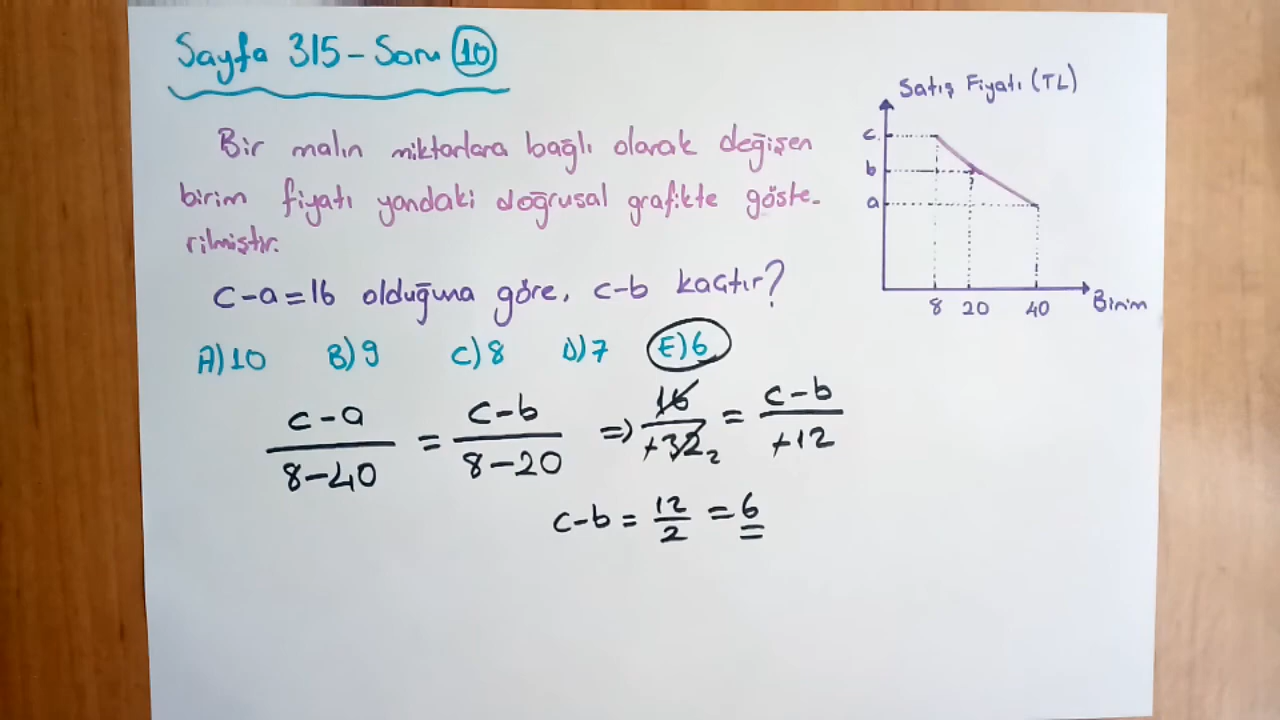 Sayfa 315 - Soru 10
Bir malın miktarlara bağlı olarak değişen
birim fiyatı yandaki doğrusal grafikte göste-
rilmiştir.
c-a=16 olduğuna göre, c-b kaçtır?
A) 10 B) 9 C) 8 D) 7 E) 6
c-a / 8-40 = c-b / 8-20 => 16 / +32 2 = c-b / +12
c-b = 12/2 = 6
Satış Fiyatı (TL)
c
b
a
8 20 40 Birim